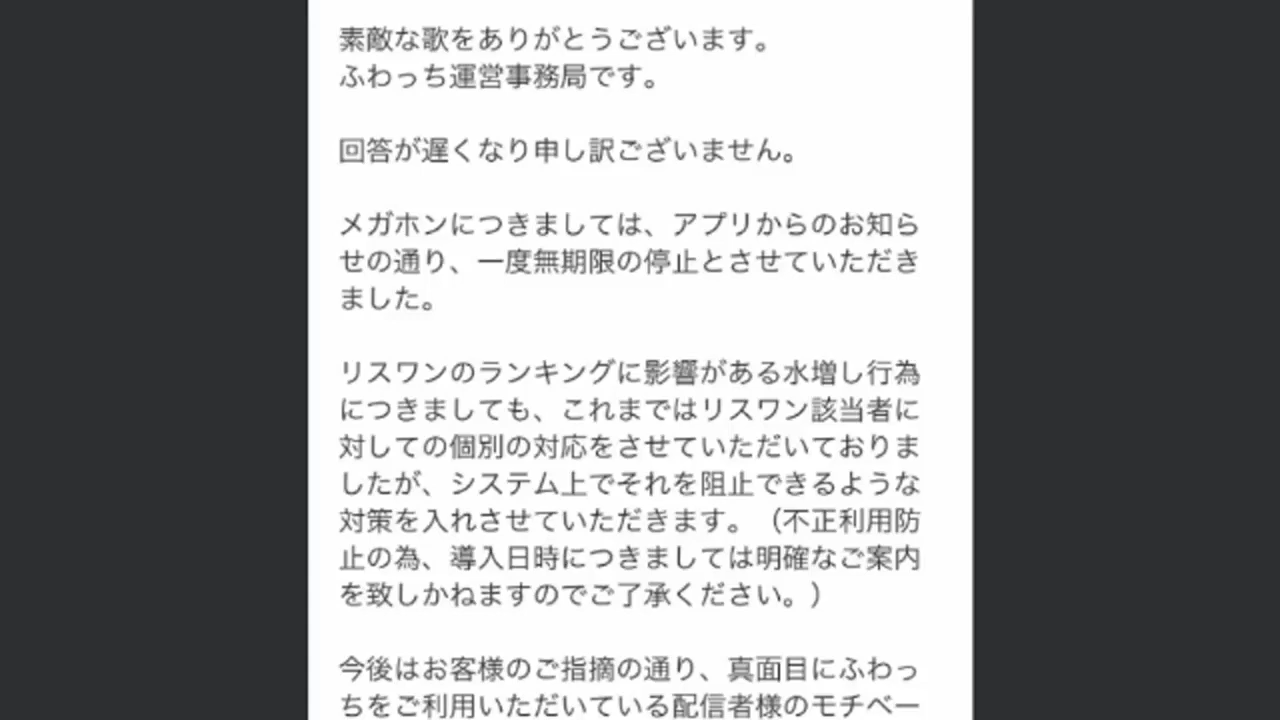 素敵な歌をありがとうございます。
ふわっち運営事務局です。
回答が遅くなり申し訳ございません。
メガホンにつきましては、アプリからのお知ら
せの通り、一度無期限の停止とさせていただき
ました。
リスワンのランキングに影響がある水増し行為
につきましても、これまではリスワン該当者に
対しての個別の対応をさせていただいておりま
したが、システム上でそれを阻止できるような
対策を入れさせていただきます。（不正利用防
止の為、導入日時につきましては明確なご案内
を致しかねますのでご了承ください。）
今後はお客様のご指摘の通り、真面目にふわっ
ちをご利用いただいている配信者様のモチベー